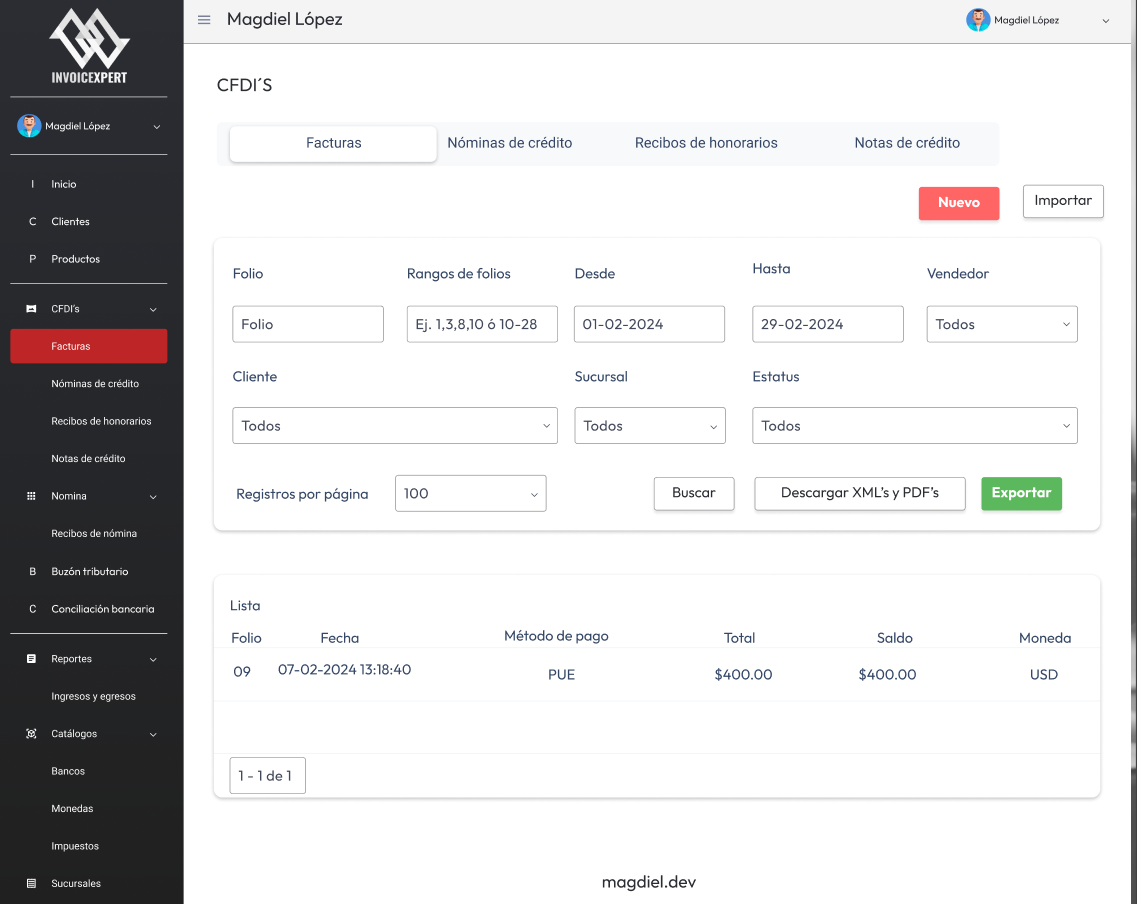 INVOICEXPERT
Magdiel López
Inicio
Clientes
Productos
CFDI's
Facturas
Nóminas de crédito
Recibos de honorarios
Notas de crédito
Nomina
Recibos de nómina
Buzón tributario
Conciliación bancaria
Reportes
Ingresos y egresos
Catálogos
Bancos
Monedas
Impuestos
Sucursales
I
C
P
B
C
Magdiel López
Magdiel López
CFDI´S
Facturas Nóminas de crédito Recibos de honorarios Notas de crédito
Nuevo Importar
Folio Rangos de folios Desde Hasta Vendedor
Folio Ej. 1,3,8,10 ó 10-28 01-02-2024 29-02-2024 Todos
Cliente Sucursal Estatus
Todos Todos Todos
Registros por página 100 Buscar Descargar XML's y PDF's Exportar
Lista
Folio Fecha Método de pago Total Saldo Moneda
09 07-02-2024 13:18:40 PUE $400.00 $400.00 USD
1 - 1 de 1
magdiel.dev